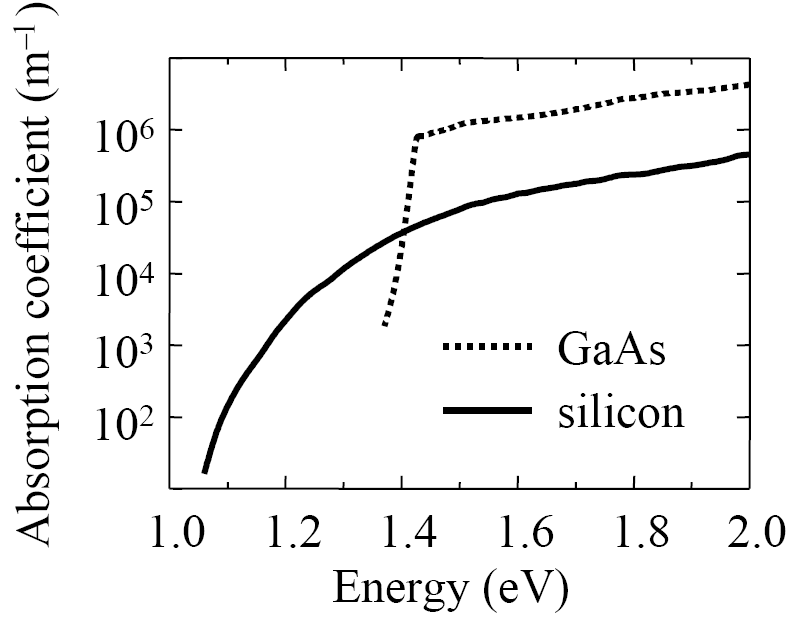 Absorption coefficient (m⁻¹)
10⁶
10⁵
10⁴
10³
10²
GaAs
silicon
1.0 1.2 1.4 1.6 1.8 2.0
Energy (eV)